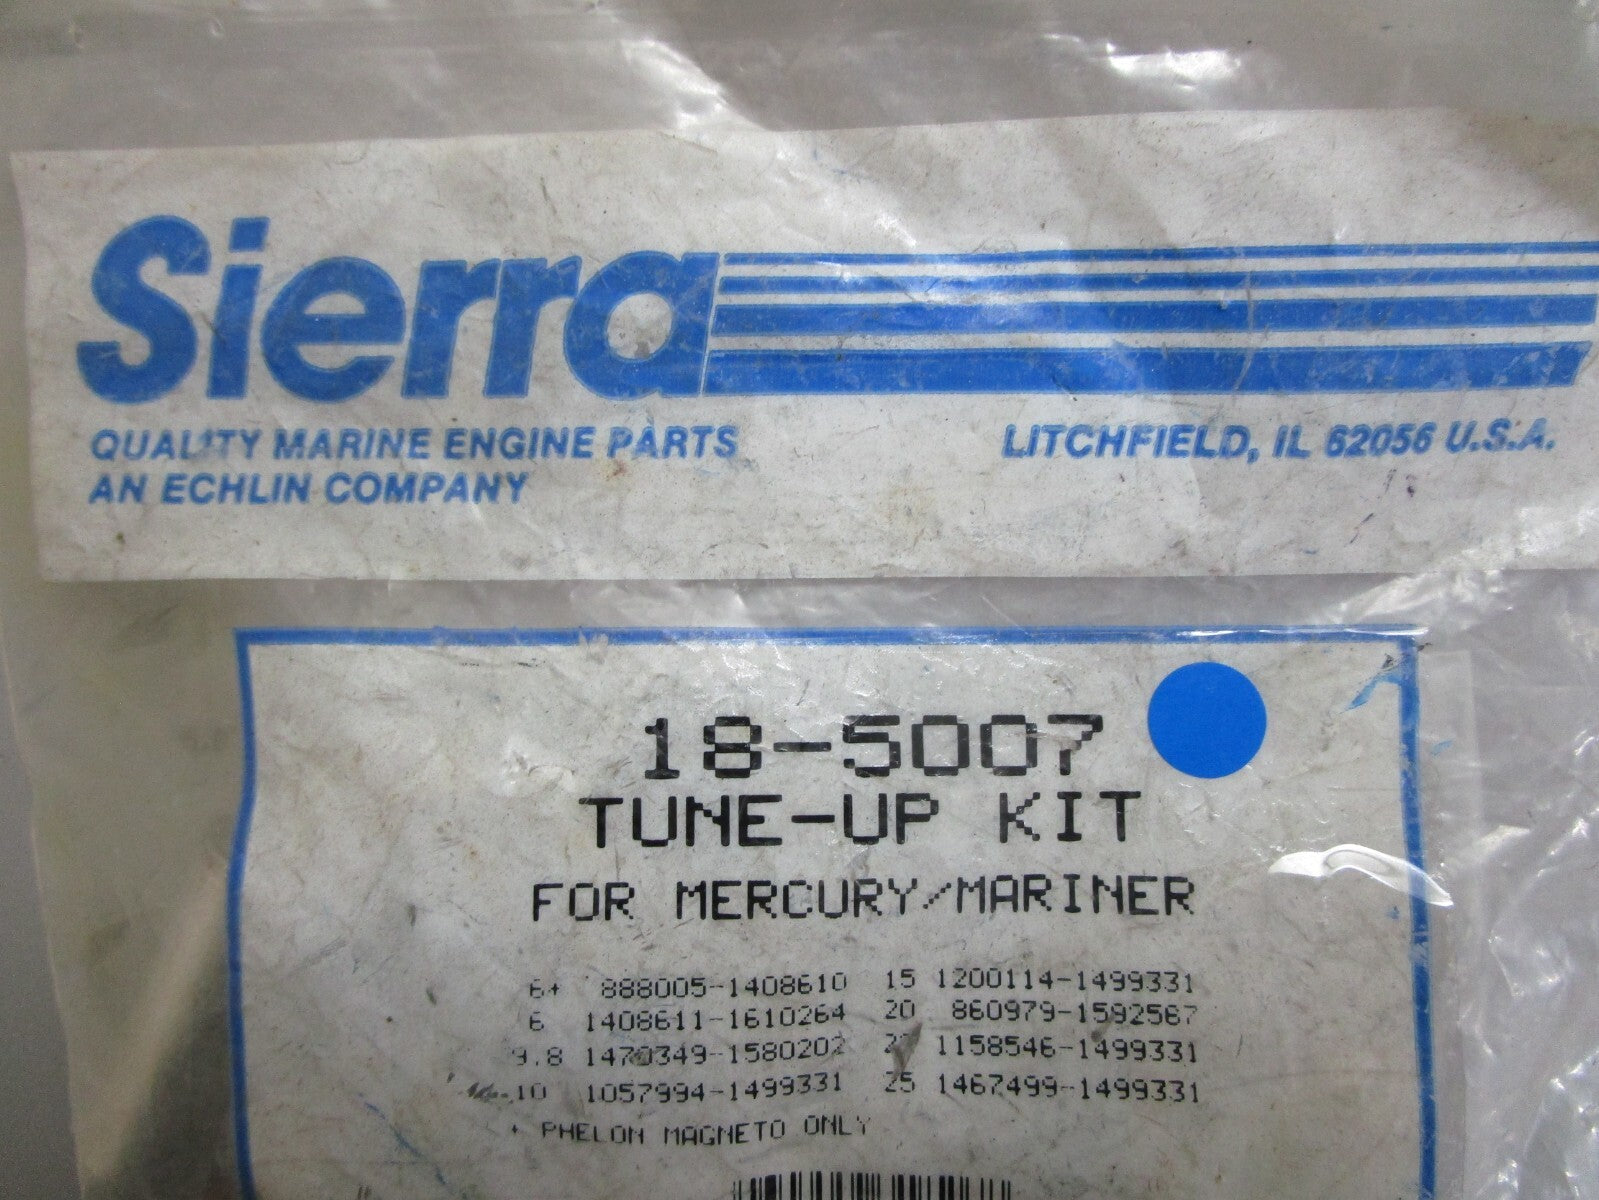 Sierra
QUALITY MARINE ENGINE PARTS
AN ECHLIN COMPANY
LITCHFIELD, IL 62056 U.S.A.
18-5007
TUNE-UP KIT
FOR MERCURY/MARINER
6+ 888005-1408610 15 1200114-1499331
6 1408611-1610264 20 860979-1592567
9.8 1470349-1580202 1158546-1499331
10 1057994-1499331 25 1467499-1499331
+ PHELON MAGNETO ONLY